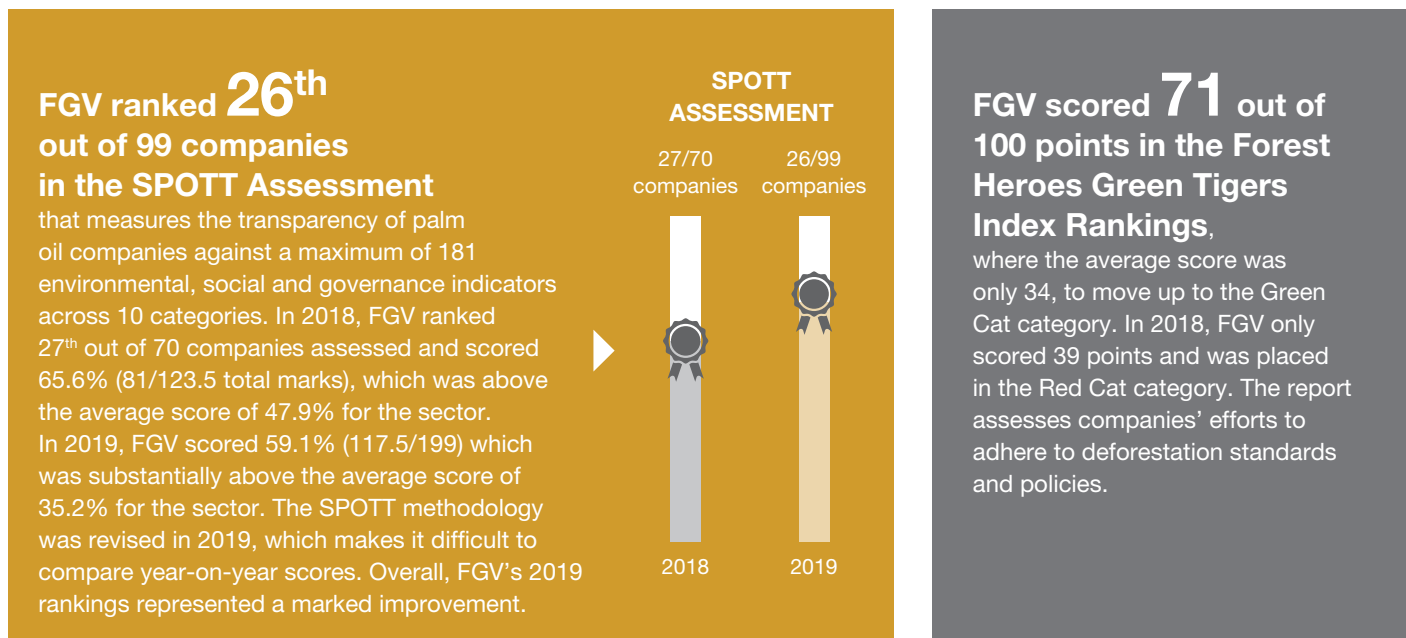 FGV ranked 26th
out of 99 companies
in the SPOTT Assessment
that measures the transparency of palm
oil companies against a maximum of 181
environmental, social and governance indicators
across 10 categories. In 2018, FGV ranked
27th out of 70 companies assessed and scored
65.6% (81/123.5 total marks), which was above
the average score of 47.9% for the sector.
In 2019, FGV scored 59.1% (117.5/199) which
was substantially above the average score of
35.2% for the sector. The SPOTT methodology
was revised in 2019, which makes it difficult to
compare year-on-year scores. Overall, FGV’s 2019
rankings represented a marked improvement.
SPOTT
ASSESSMENT
27/70
companies
26/99
companies
2018
2019
FGV scored 71 out of
100 points in the Forest
Heroes Green Tigers
Index Rankings,
where the average score was
only 34, to move up to the Green
Cat category. In 2018, FGV only
scored 39 points and was placed
in the Red Cat category. The report
assesses companies’ efforts to
adhere to deforestation standards
and policies.